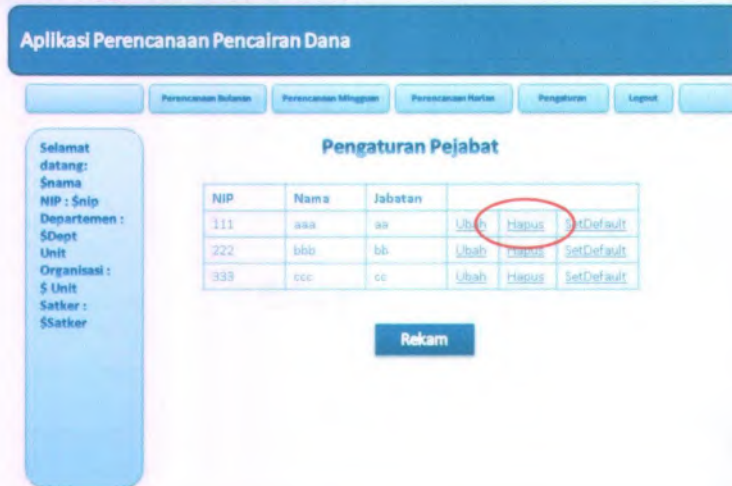 Aplikasi Perencanaan Pencairan Dana
Perencanaan Bulanan Perencanaan Mingguan Perencanaan Harian Pengaturan Logout
Selamat
datang:
$nama
NIP : $nip
Departemen :
$Dept
Unit
Organisasi :
$ Unit
Satker :
$Satker
Pengaturan Pejabat
NIP Nama Jabatan
111 aaa aa Ubah Hapus SetDefault
222 bbb bb Ubah Hapus SetDefault
333 ccc cc Ubah Hapus SetDefault
Rekam